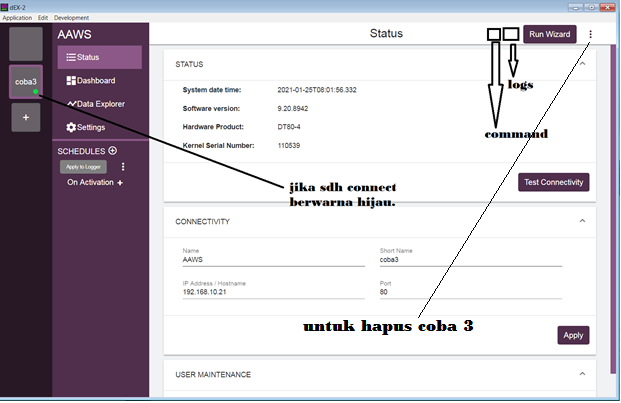 dEX-2
Application Edit Development
AAWS
Status
Run Wizard
Status
coba3
Dashboard
Data Explorer
+
Settings
SCHEDULES
Apply to Logger
On Activation +
STATUS
System date time: 2021-01-25T08:01:56.332
Software version: 9.20.8942
Hardware Product: DT80-4
Kernel Serial Number: 110539
Test Connectivity
logs
command
jika sdh connect
berwarna hijau.
CONNECTIVITY
Name Short Name
AAWS coba3
IP Address / Hostname Port
192.168.10.21 80
untuk hapus coba 3
Apply
USER MAINTENANCE